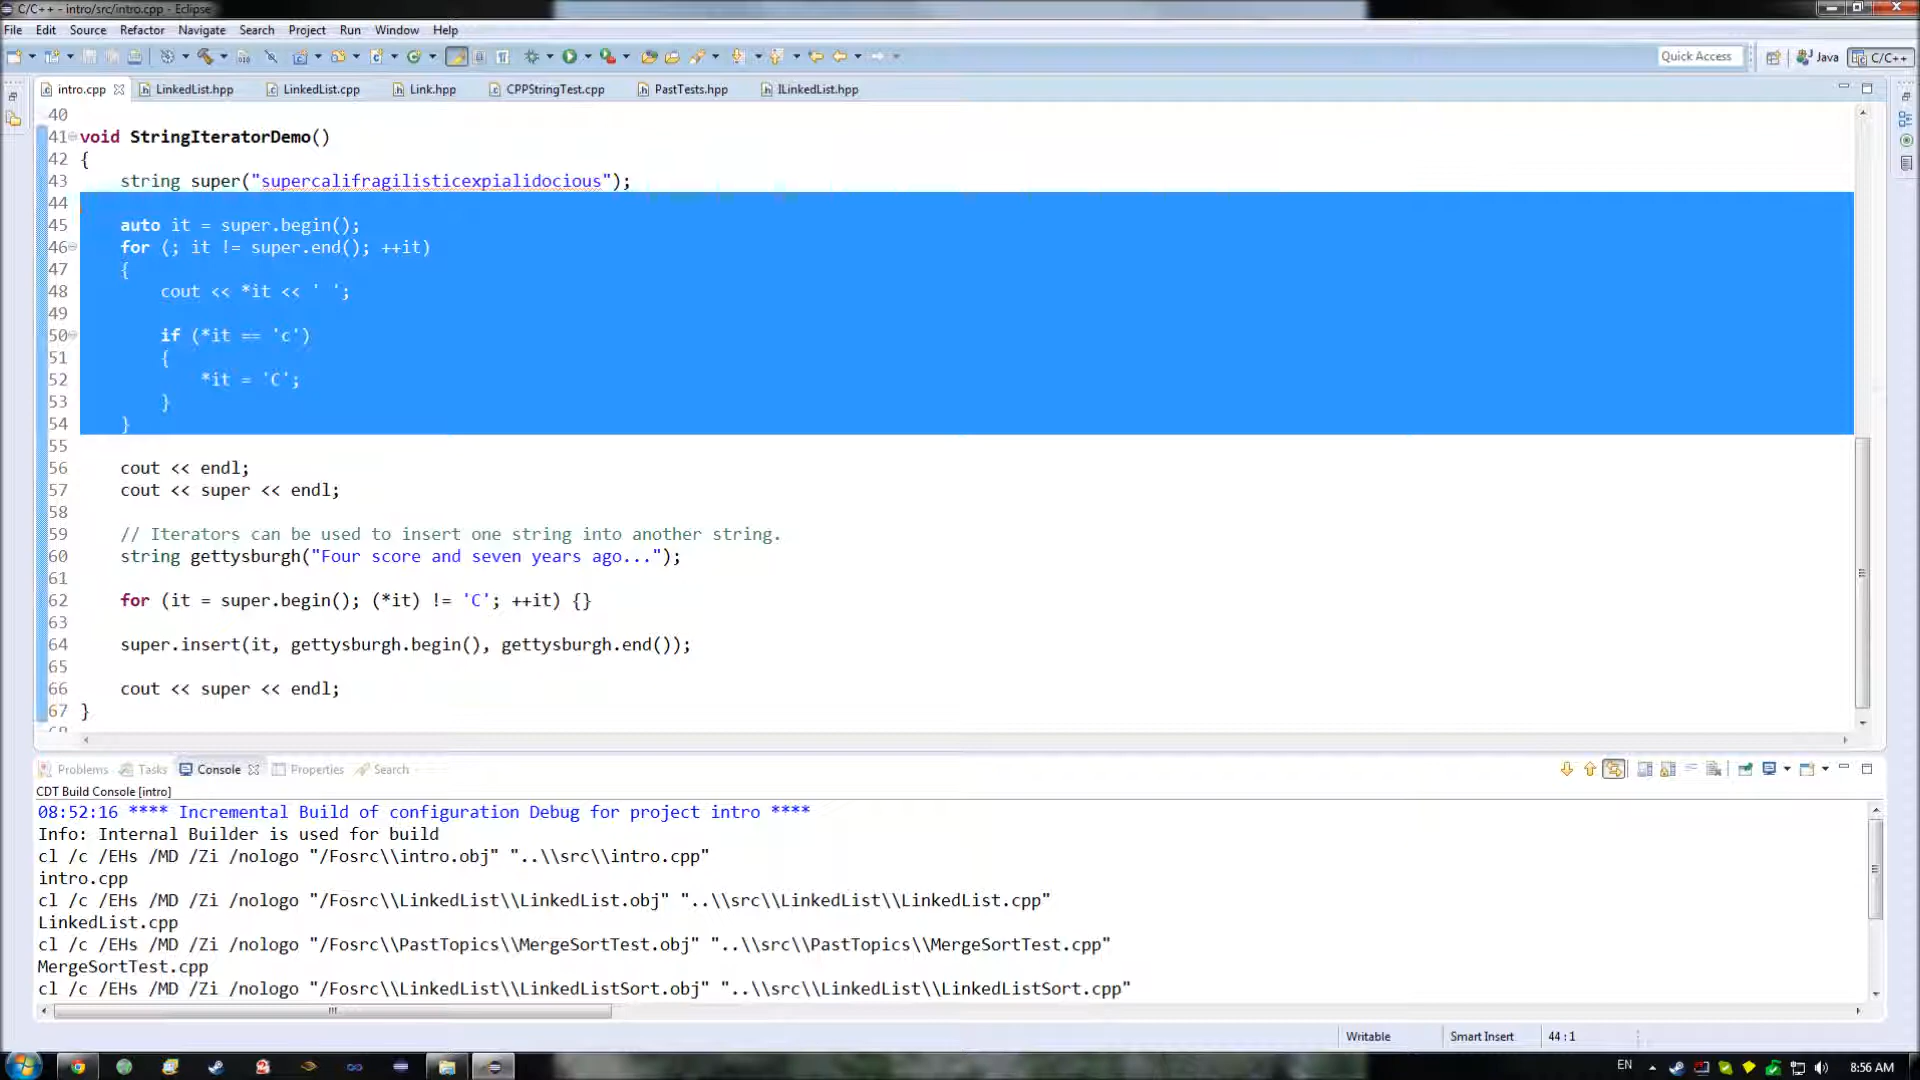 C/C++ - intro/src/intro.cpp - Eclipse
File Edit Source Refactor Navigate Search Project Run Window Help
Quick Access Java C/C++
intro.cpp LinkedList.hpp LinkedList.cpp Link.hpp CPPStringTest.cpp PastTests.hpp ILinkedList.hpp
40
41 void StringIteratorDemo()
42 {
43 string super("supercalifragilisticexpialidocious");
44
45 auto it = super.begin();
46 for (; it != super.end(); ++it)
47 {
48 cout << *it << ' ';
49
50 if (*it == 'c')
51 {
52 *it = 'C';
53 }
54 }
55
56 cout << endl;
57 cout << super << endl;
58
59 // Iterators can be used to insert one string into another string.
60 string gettysburgh("Four score and seven years ago...");
61
62 for (it = super.begin(); (*it) != 'C'; ++it) {}
63
64 super.insert(it, gettysburgh.begin(), gettysburgh.end());
65
66 cout << super << endl;
67 }
68
Problems Tasks Console Properties Search
CDT Build Console [intro]
08:52:16 **** Incremental Build of configuration Debug for project intro ****
Info: Internal Builder is used for build
cl /c /EHs /MD /Zi /nologo "/Fosrc\\intro.obj" "..\\src\\intro.cpp"
intro.cpp
cl /c /EHs /MD /Zi /nologo "/Fosrc\\LinkedList\\LinkedList.obj" "..\\src\\LinkedList\\LinkedList.cpp"
LinkedList.cpp
cl /c /EHs /MD /Zi /nologo "/Fosrc\\PastTopics\\MergeSortTest.obj" "..\\src\\PastTopics\\MergeSortTest.cpp"
MergeSortTest.cpp
cl /c /EHs /MD /Zi /nologo "/Fosrc\\LinkedList\\LinkedListSort.obj" "..\\src\\LinkedList\\LinkedListSort.cpp"
Writable Smart Insert 44 : 1
EN 8:56 AM